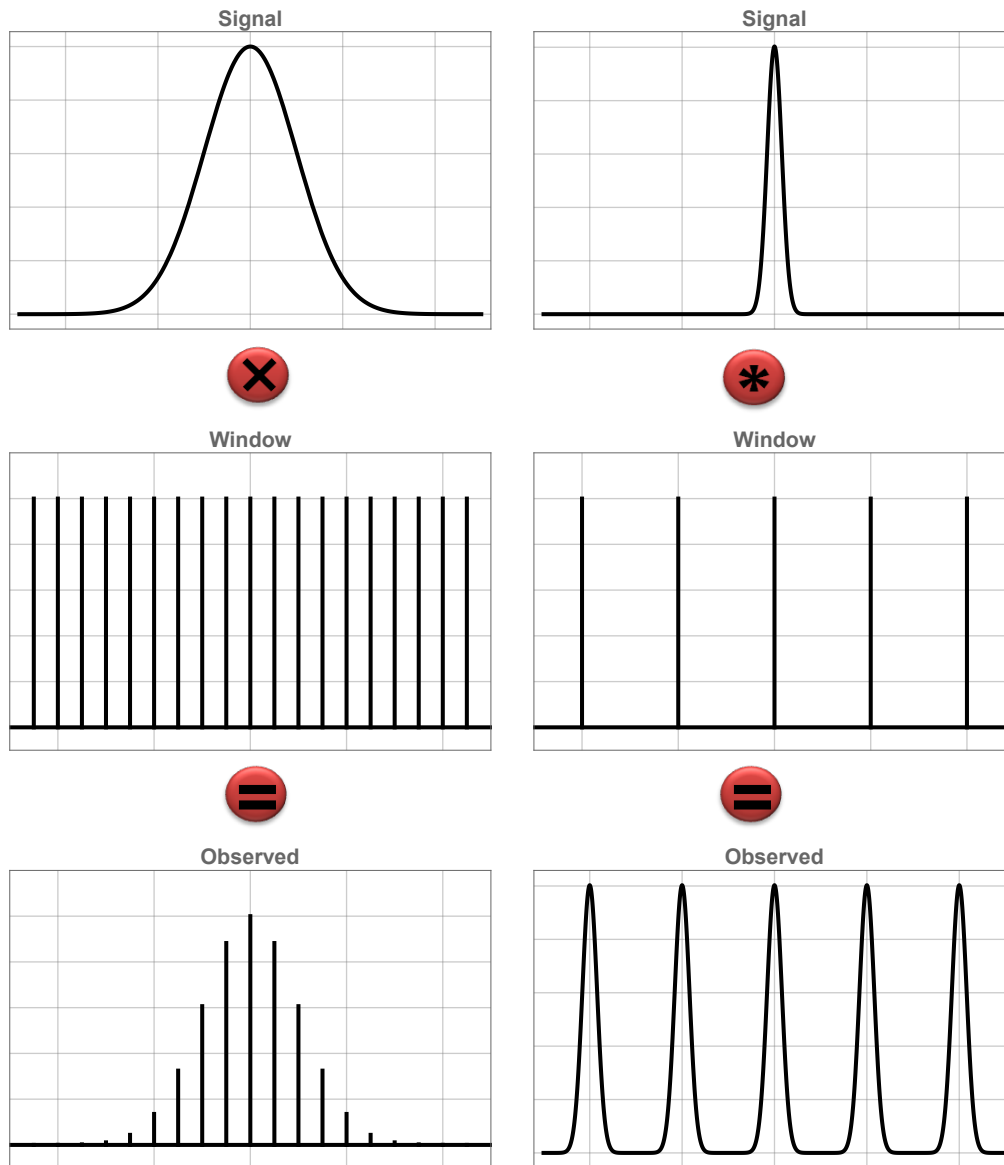 Signal
Signal
×
*
Window
Window
=
=
Observed
Observed